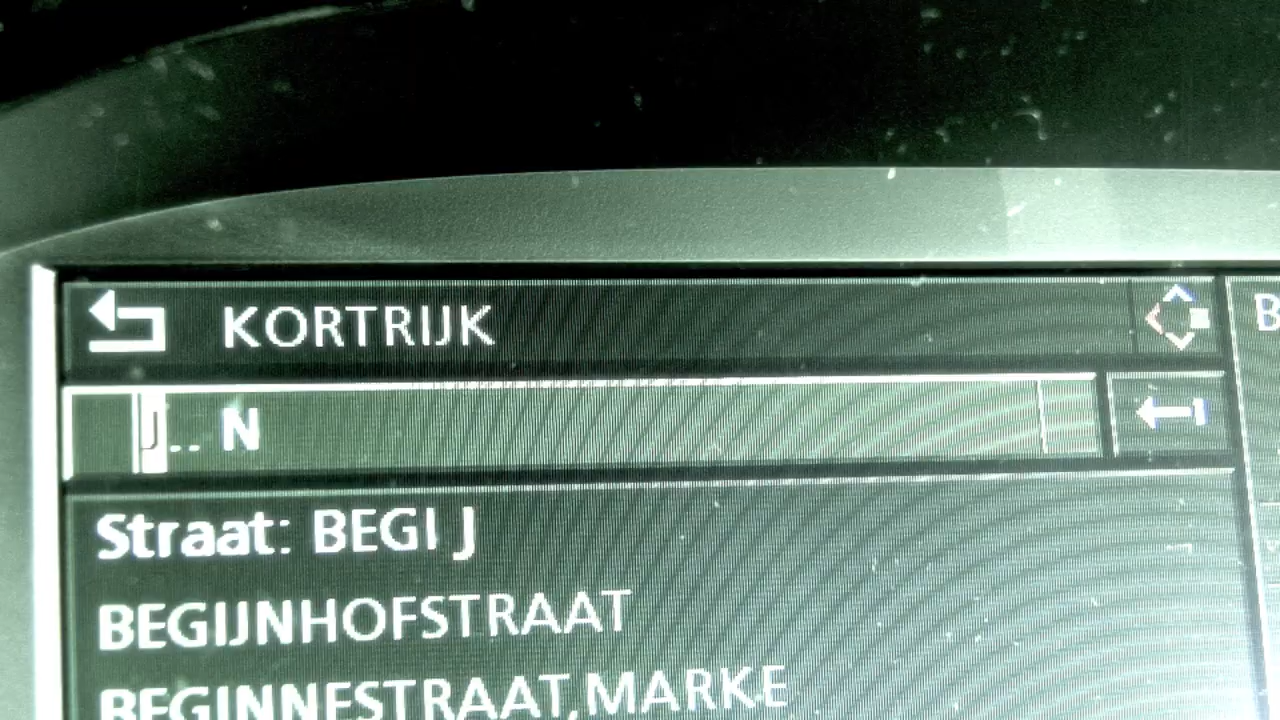 KORTRIJK
B
J.. N
Straat: BEGI J
BEGIJNHOFSTRAAT
BEGINNESTRAAT,MARKE